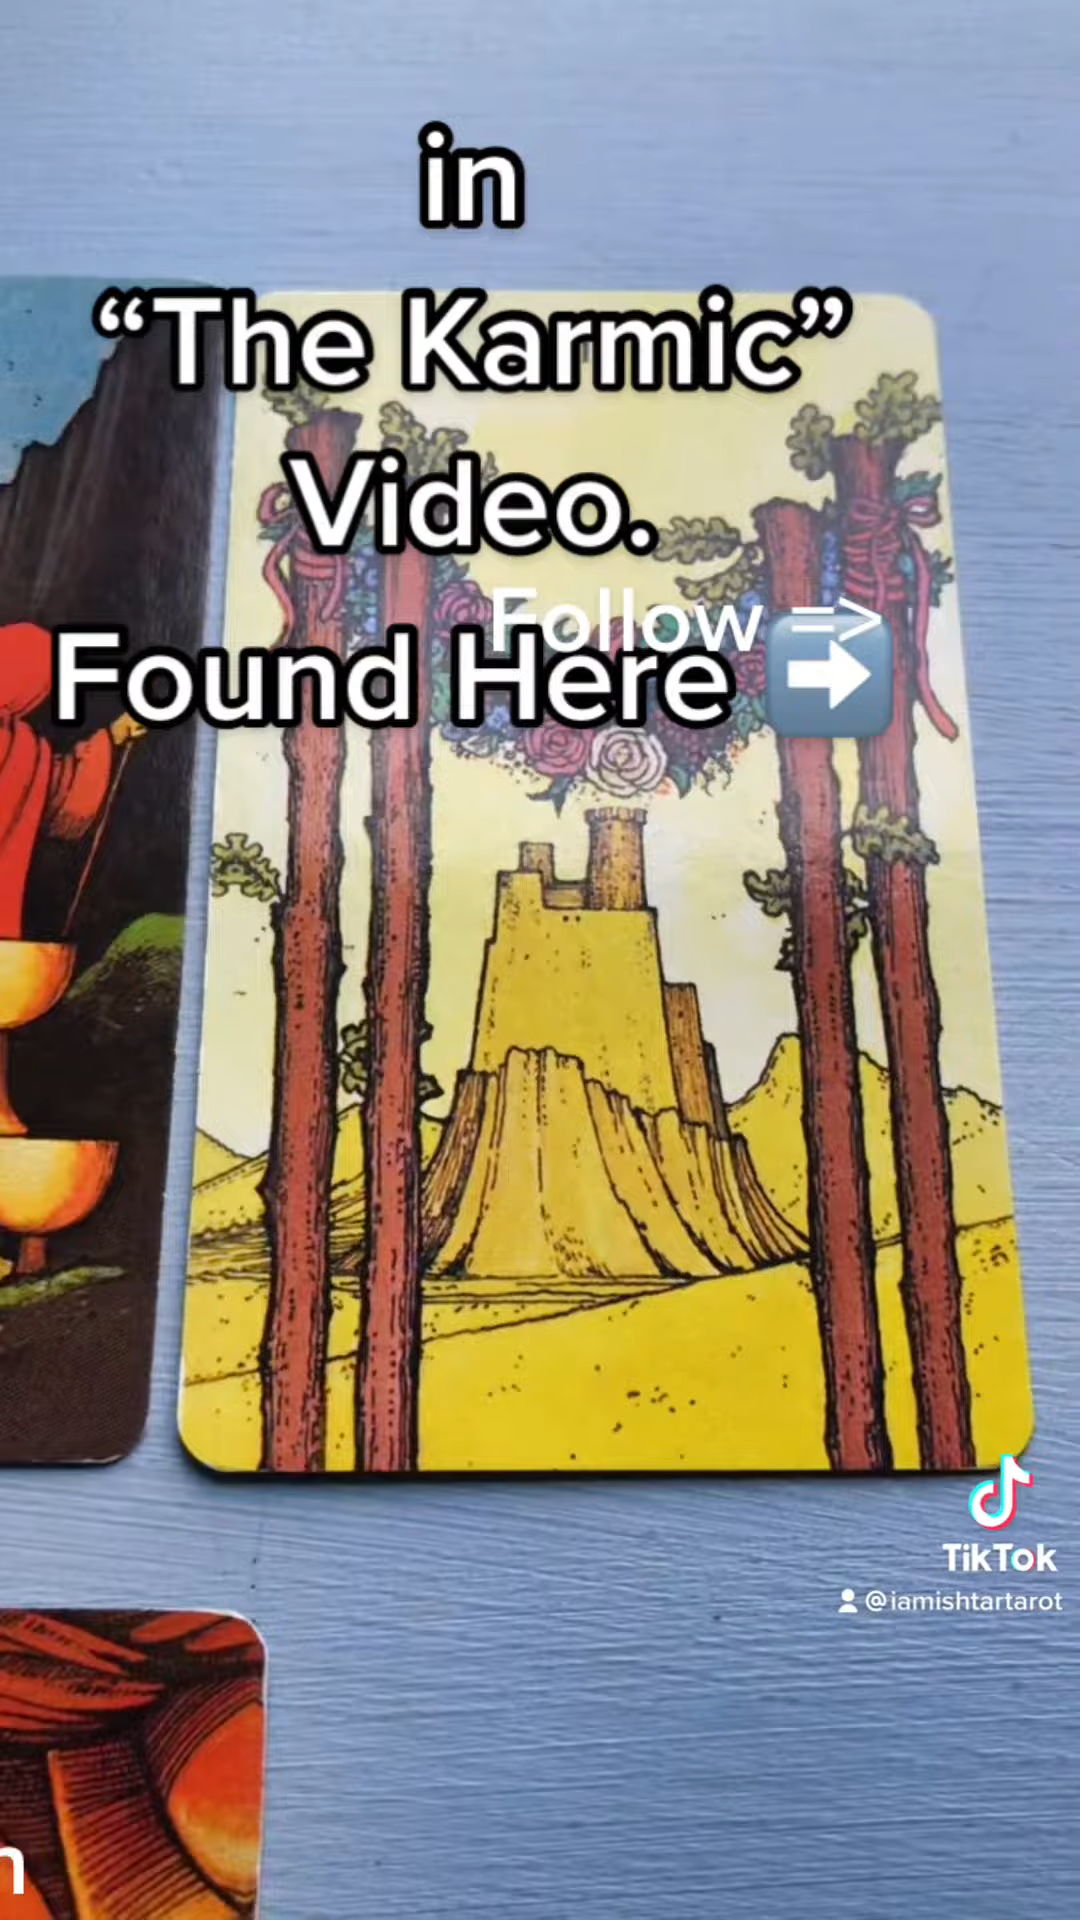 in
“The Karmic”
Video.
Follow =>
Found Here ➡️
TikTok
@iamishtartarot
n